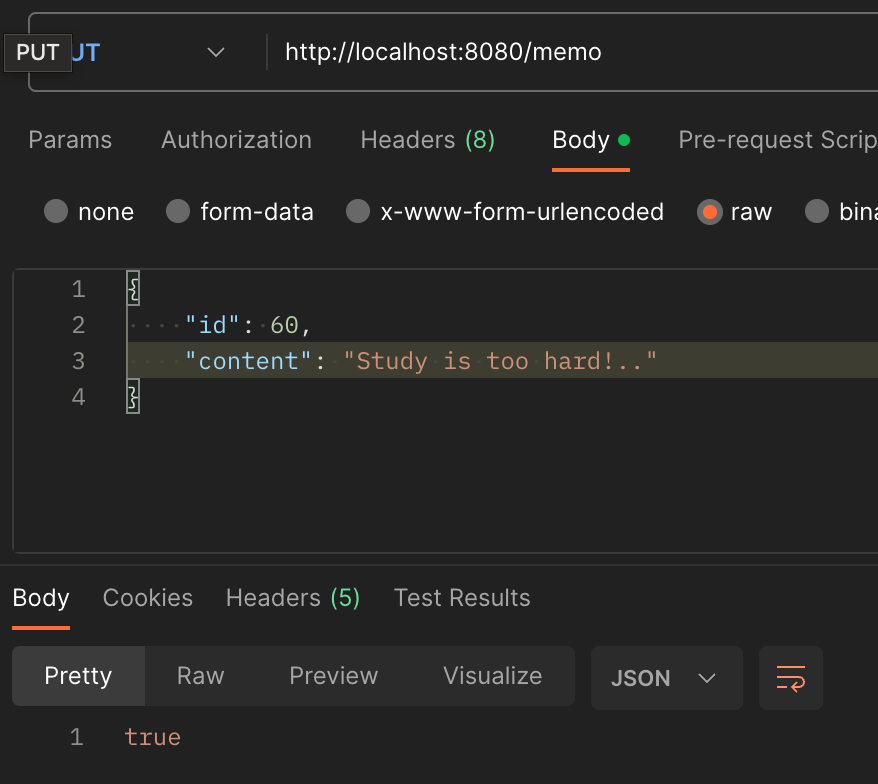 PUT UT http://localhost:8080/memo
Params Authorization Headers (8) Body Pre-request Scrip
none form-data x-www-form-urlencoded raw bina
1 {
2 "id": 60,
3 "content": "Study is too hard!.."
4 }
Body Cookies Headers (5) Test Results
Pretty Raw Preview Visualize JSON
1 true